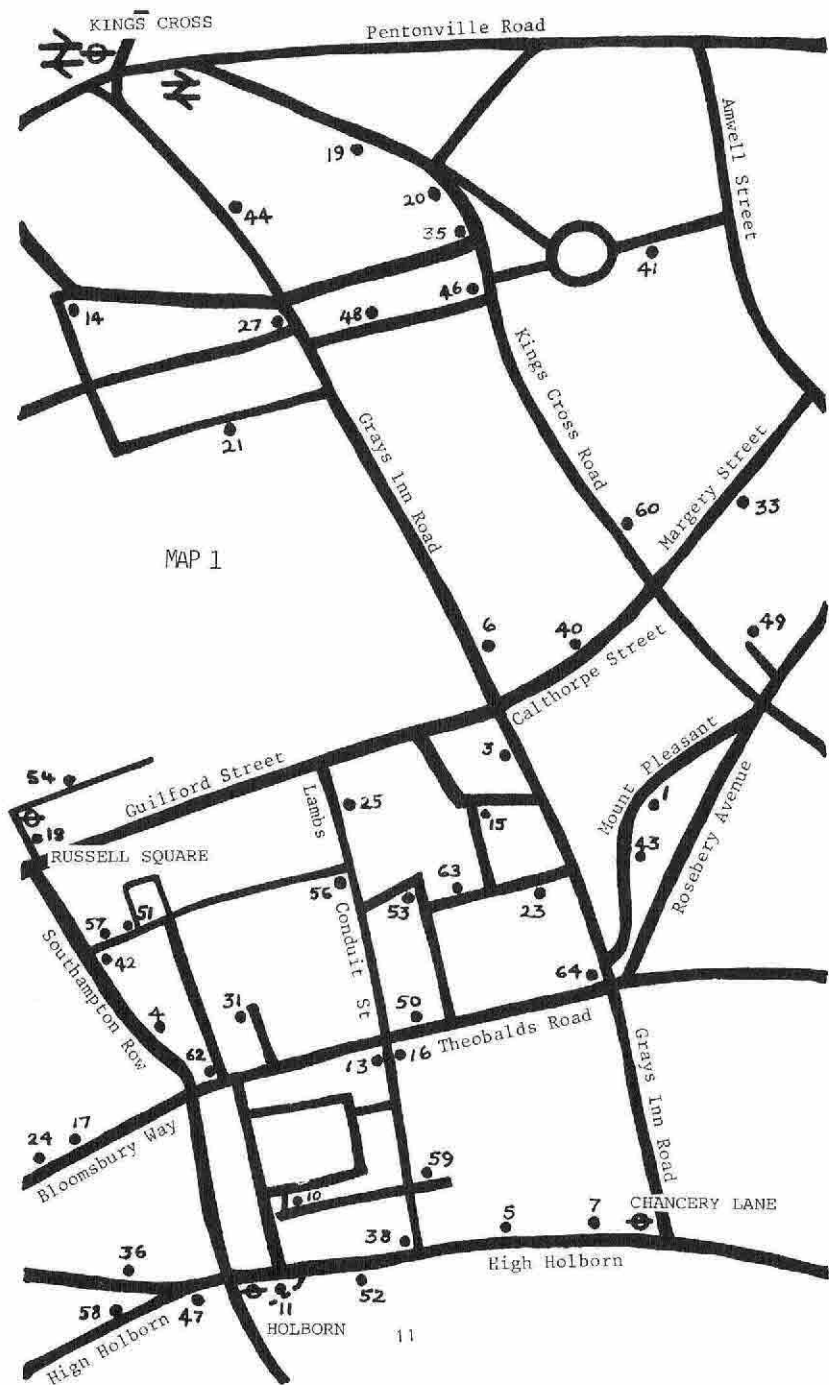 KINGS CROSS
Pentonville Road
Amwell Street
19
20
44
35
41
14
27
48
46
21
Kings Cross Road
Grays Inn Road
60
Margery Street
33
MAP 1
6
40
49
Calthorpe Street
3
Mount Pleasant
54
Guilford Street
Lambs
25
15
1
18
RUSSELL SQUARE
43
Rosebery Avenue
56
63
53
23
57
51
Conduit St
42
Southampton Row
64
4
31
50
Theobalds Road
62
13
16
Grays Inn Road
24
17
Bloomsbury Way
59
10
5
7
CHANCERY LANE
38
High Holborn
36
52
58
47
11
HOLBORN
Hign Holborn
11